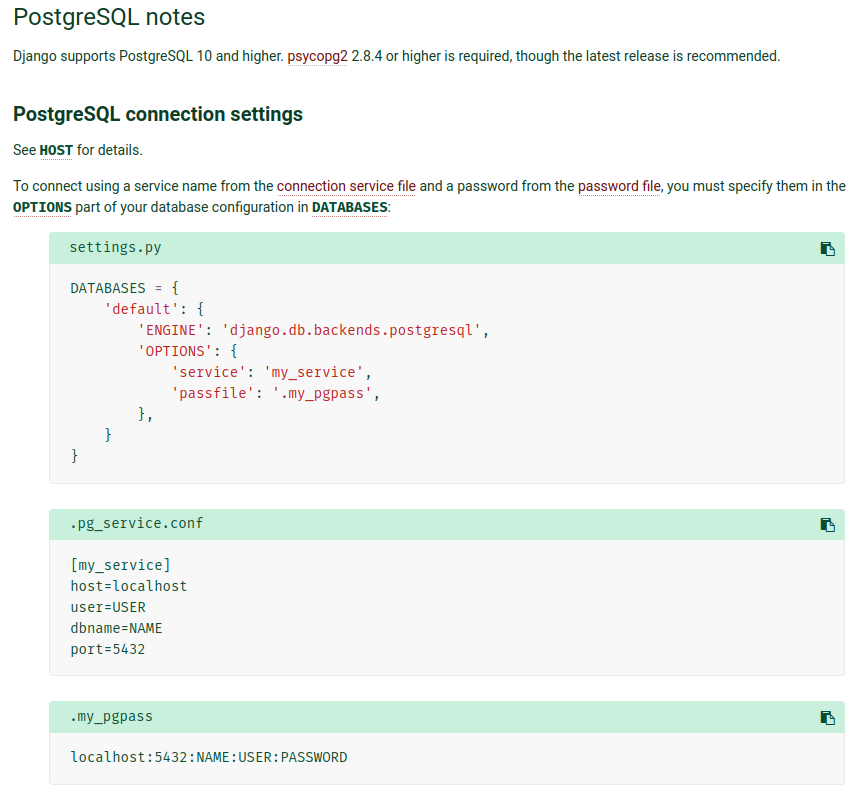 PostgreSQL notes
Django supports PostgreSQL 10 and higher. psycopg2 2.8.4 or higher is required, though the latest release is recommended.
PostgreSQL connection settings
See HOST for details.
To connect using a service name from the connection service file and a password from the password file, you must specify them in the
OPTIONS part of your database configuration in DATABASES:
settings.py
DATABASES = {
    'default': {
        'ENGINE': 'django.db.backends.postgresql',
        'OPTIONS': {
            'service': 'my_service',
            'passfile': '.my_pgpass',
        },
    }
}
.pg_service.conf
[my_service]
host=localhost
user=USER
dbname=NAME
port=5432
.my_pgpass
localhost:5432:NAME:USER:PASSWORD